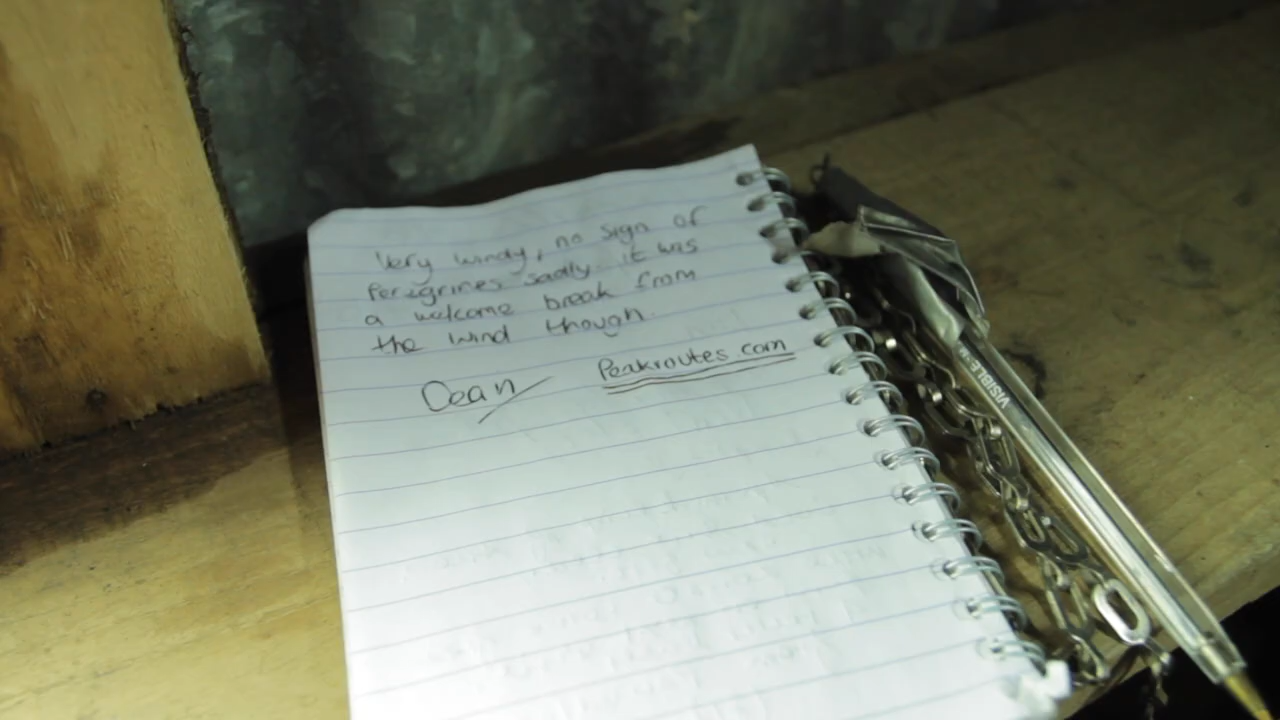 Very windy, no sign of
Peregrines sadly. it was
a welcome break from
the wind though.
Dean
Peakroutes.com
VISIBLE